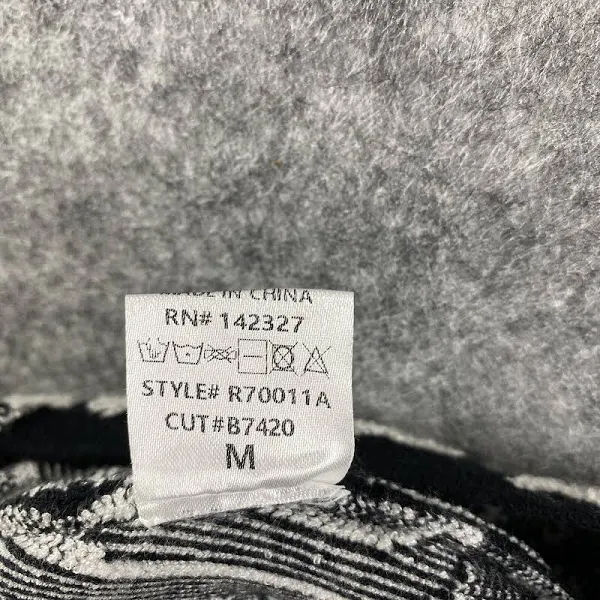 MADE IN CHINA
RN# 142327
STYLE# R70011A
CUT#B7420
M